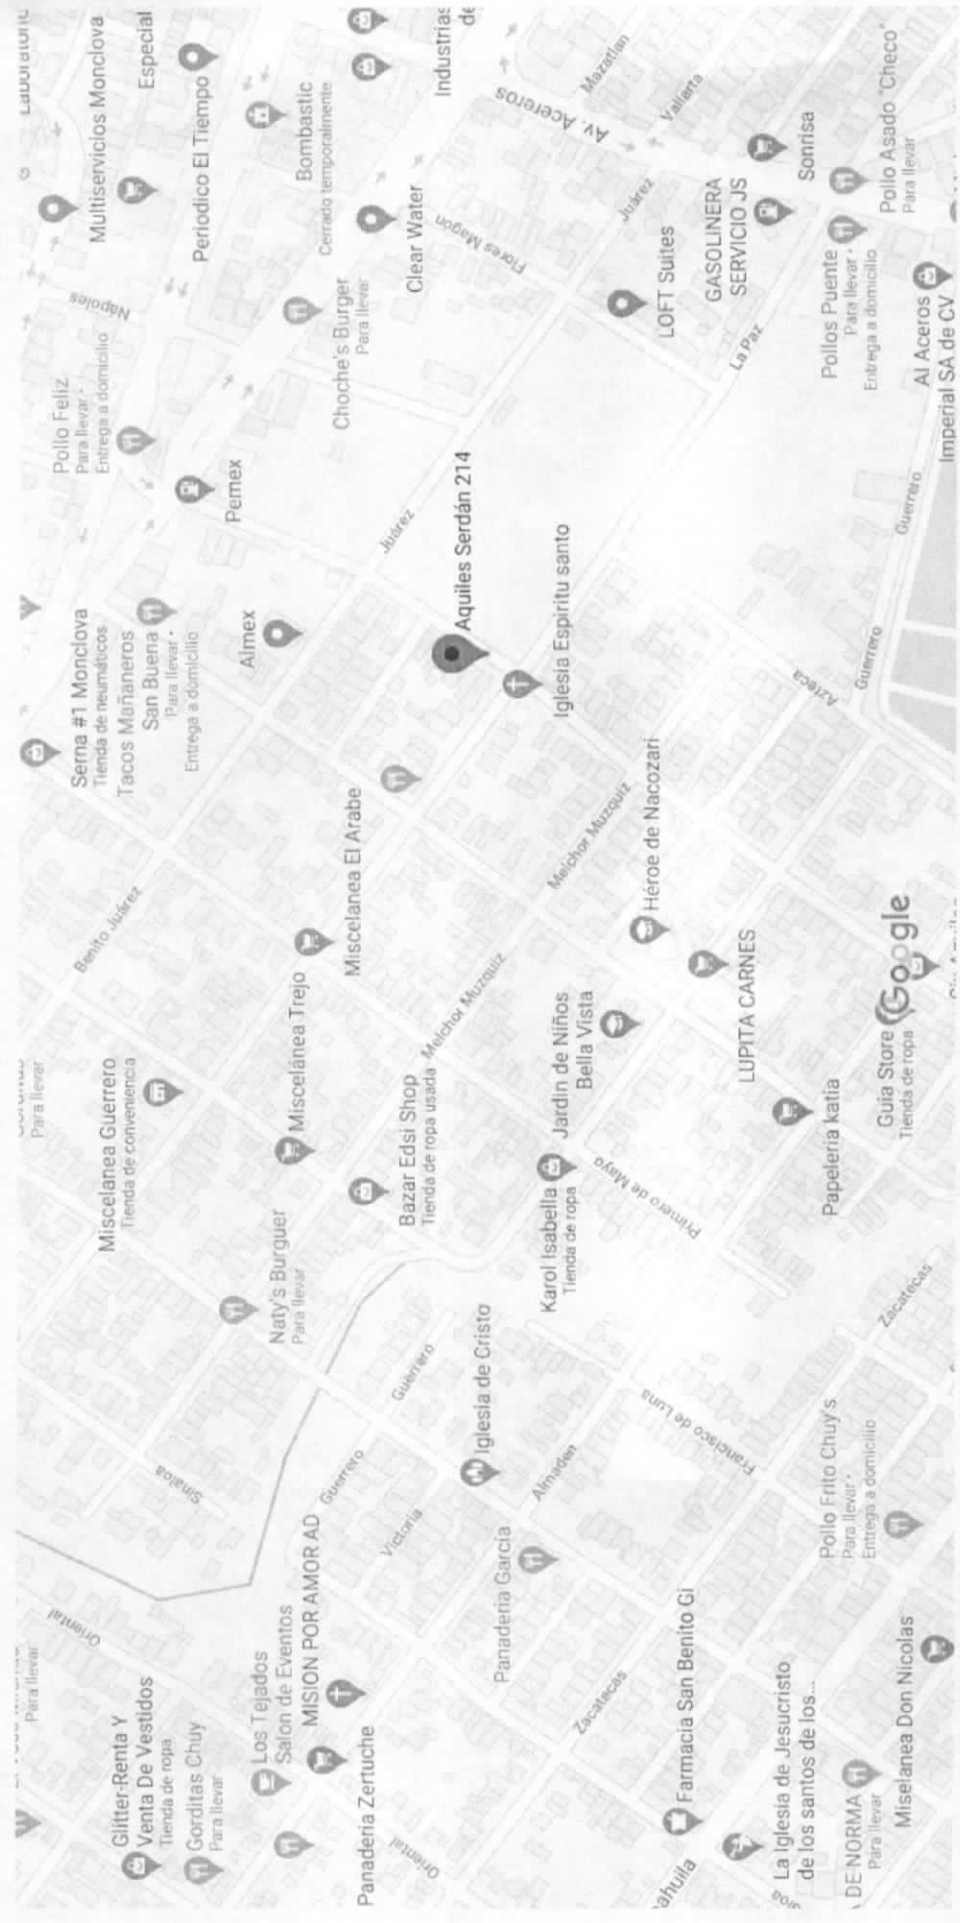 Multiservicios Monclova
Especial
Periodico El Tiempo
Bombastic
Cerrado temporalmente
Industrias
de
Clear Water
Av. Acereros
Mazatlan
Vallarta
Sonrisa
Pollo Asado "Checo"
Para llevar
Napoles
Choche's Burger
Para llevar
Flores Magon
Juárez
LOFT Suites
GASOLINERA
SERVICIO JS
Pollos Puente
Para llevar ·
Entrega a domicilio
Al Aceros
Imperial SA de CV
La Paz
Pollo Feliz
Para llevar ·
Entrega a domicilio
Pemex
Juárez
Aquiles Serdán 214
Guerrero
Serna #1 Monclova
Tienda de neumáticos
Tacos Mañaneros
San Buena
Para llevar ·
Entrega a domicilio
Almex
Iglesia Espiritu santo
Azteca
Guerrero
Miscelanea El Arabe
Melchor Muzquiz
Héroe de Nacozari
Benito Juárez
Miscelánea Trejo
Melchor Muzquiz
LUPITA CARNES
Google
Para llevar
Miscelanea Guerrero
Tienda de conveniencia
Bazar Edsi Shop
Tienda de ropa usada
Jardin de Niños
Bella Vista
Guia Store
Tienda de ropa
Naty's Burguer
Para llevar
Karol Isabella
Tienda de ropa
Primero de Mayo
Papeleria katia
Guerrero
Iglesia de Cristo
Zacatecas
Sinaloa
Guerrero
Victoria
Almaden
Francisco de Luna
Pollo Frito Chuy's
Para llevar ·
Entrega a domicilio
Oriental
Para llevar
Glitter-Renta Y
Venta De Vestidos
Tienda de ropa
Gorditas Chuy
Para llevar
Los Tejados
Salon de Eventos
MISION POR AMOR AD
Panaderia Zertuche
Panaderia Garcia
Zacatecas
Farmacia San Benito Gi
La Iglesia de Jesucristo
de los santos de los...
DE NORMA
Para llevar
Miselanea Don Nicolas
Oriental